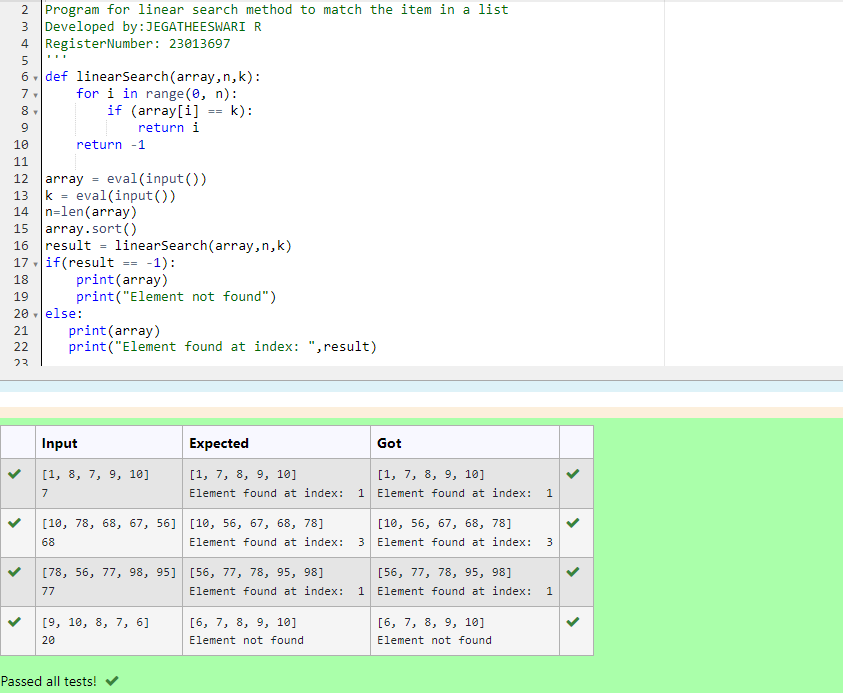 2 Program for linear search method to match the item in a list
3 Developed by:JEGATHEESWARI R
4 RegisterNumber: 23013697
5 '''
6 def linearSearch(array,n,k):
7     for i in range(0, n):
8         if (array[i] == k):
9             return i
10     return -1
11
12 array = eval(input())
13 k = eval(input())
14 n=len(array)
15 array.sort()
16 result = linearSearch(array,n,k)
17 if(result == -1):
18     print(array)
19     print("Element not found")
20 else:
21    print(array)
22    print("Element found at index: ",result)
23
Input Expected Got
[1, 8, 7, 9, 10] [1, 7, 8, 9, 10] [1, 7, 8, 9, 10]
7 Element found at index:  1 Element found at index:  1
[10, 78, 68, 67, 56] [10, 56, 67, 68, 78] [10, 56, 67, 68, 78]
68 Element found at index:  3 Element found at index:  3
[78, 56, 77, 98, 95] [56, 77, 78, 95, 98] [56, 77, 78, 95, 98]
77 Element found at index:  1 Element found at index:  1
[9, 10, 8, 7, 6] [6, 7, 8, 9, 10] [6, 7, 8, 9, 10]
20 Element not found Element not found
Passed all tests!